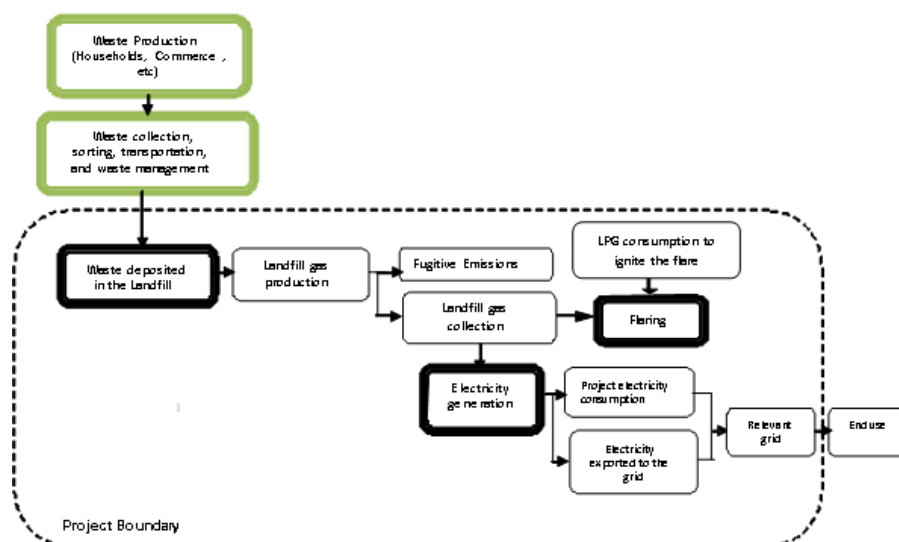 Waste Production
(Households, Commerce ,
etc)
Waste collection,
sorting, transportation,
and waste management
LPG consumption to
ignite the flare
Waste deposited
in the Landfill
Landfill gas
production
Fugitive Emissions
Landfill gas
collection
Flaring
Electricity
generation
Project electricity
consumption
Relevant
grid
Enduse
Electricity
exported to the
grid
Project Boundary